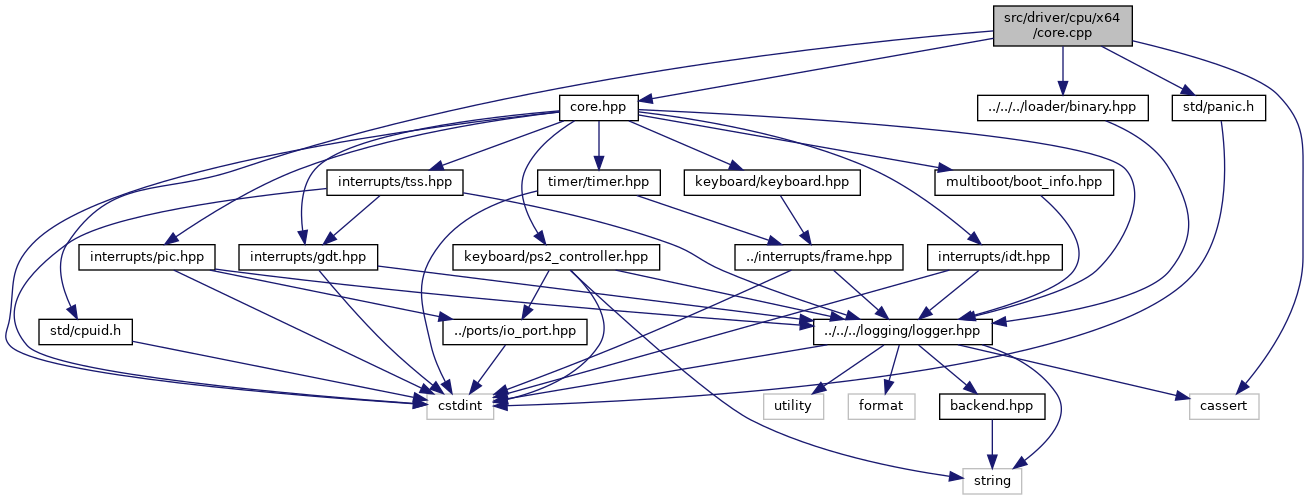 src/driver/cpu/x64
/core.cpp
core.hpp
../../../loader/binary.hpp
std/panic.h
interrupts/tss.hpp
timer/timer.hpp
keyboard/keyboard.hpp
multiboot/boot_info.hpp
interrupts/pic.hpp
interrupts/gdt.hpp
keyboard/ps2_controller.hpp
../interrupts/frame.hpp
interrupts/idt.hpp
std/cpuid.h
../ports/io_port.hpp
../../../logging/logger.hpp
cstdint
utility
format
backend.hpp
cassert
string